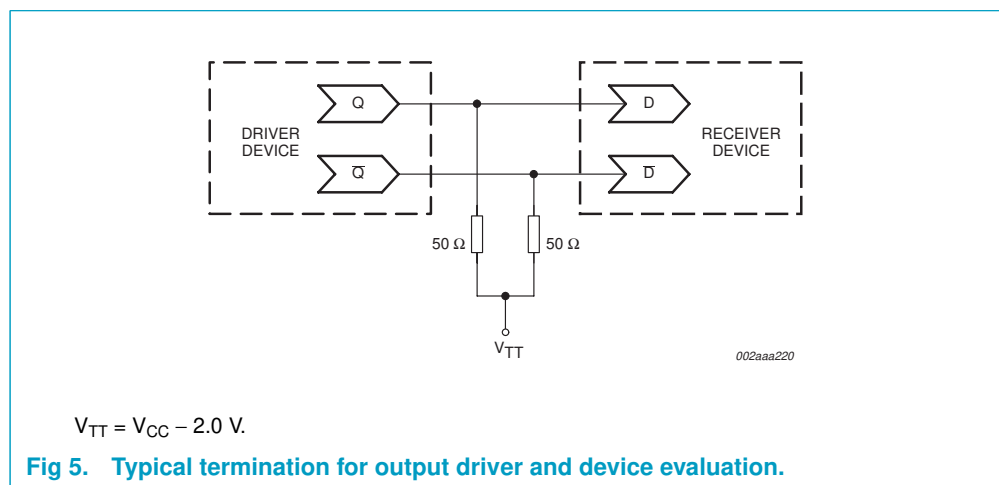 Q
D
DRIVER
DEVICE
RECEIVER
DEVICE
Q̅
D̅
50 Ω
50 Ω
VTT
002aaa220
VTT = VCC − 2.0 V.
Fig 5. Typical termination for output driver and device evaluation.